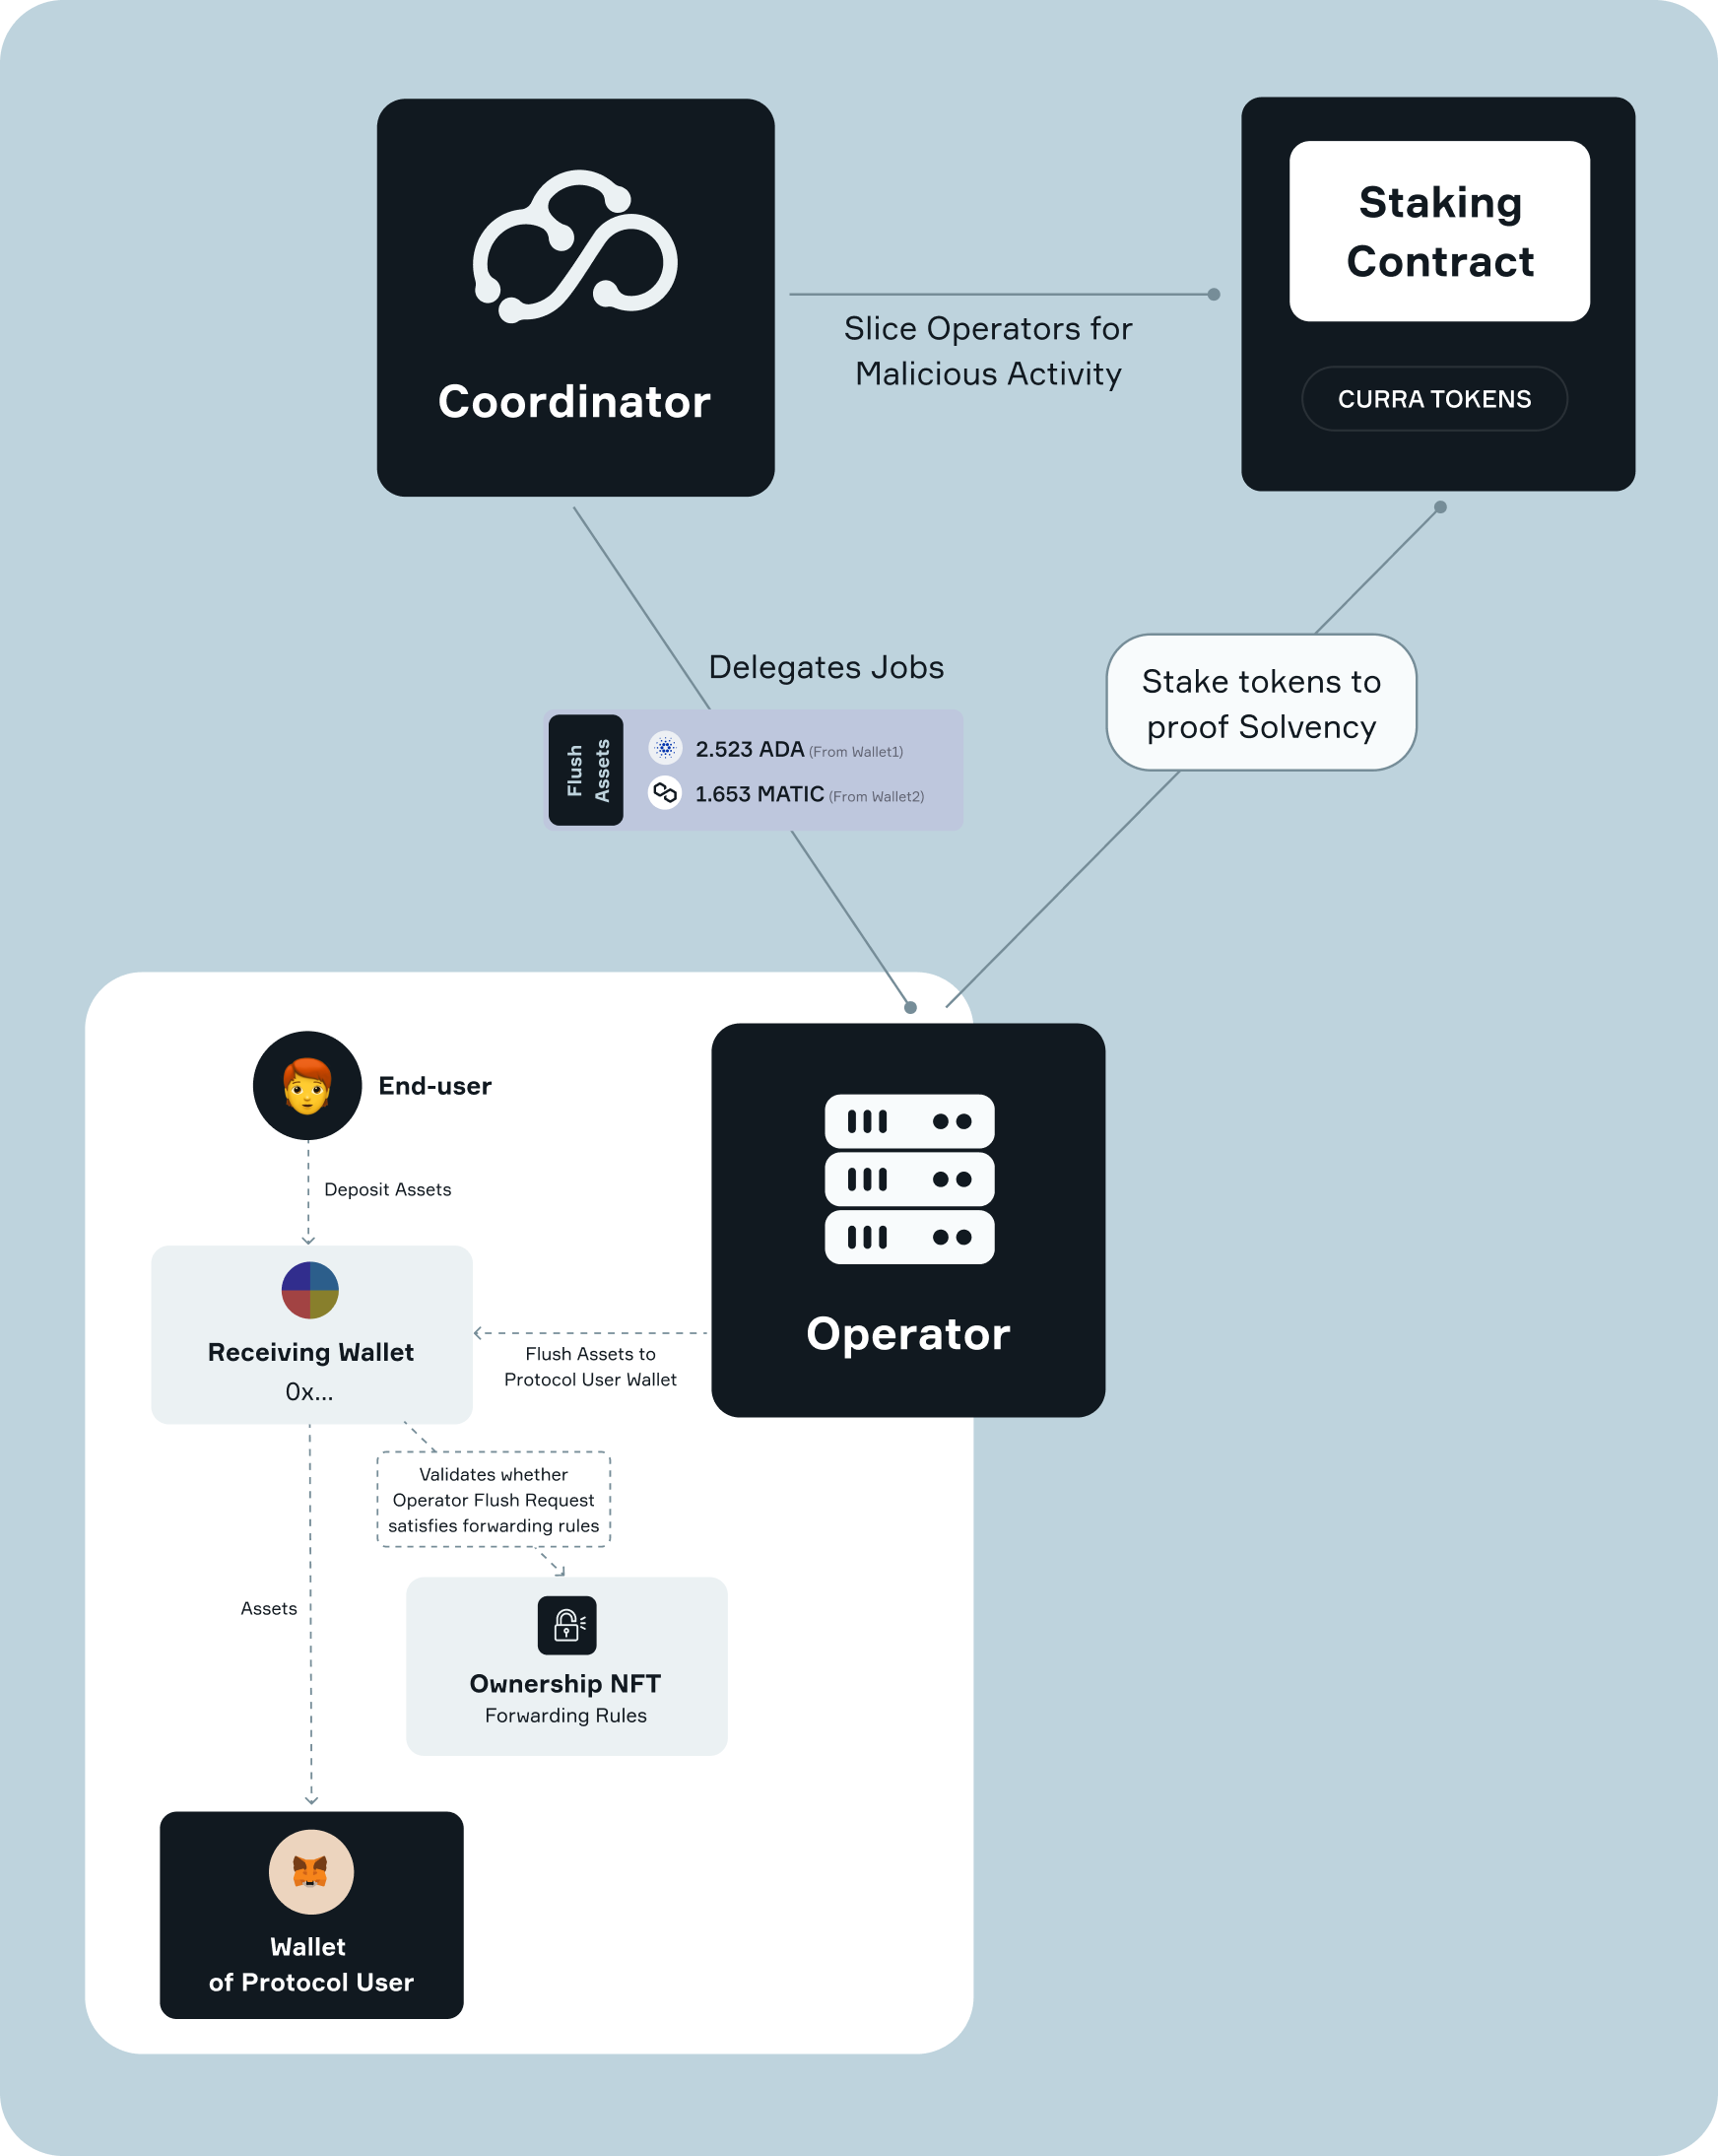 Coordinator
Staking
Contract
CURRA TOKENS
Slice Operators for
Malicious Activity
Delegates Jobs
Flush
Assets
2.523 ADA (From Wallet1)
1.653 MATIC (From Wallet2)
Stake tokens to
proof Solvency
End-user
Deposit Assets
Receiving Wallet
0x...
Flush Assets to
Protocol User Wallet
Operator
Validates whether
Operator Flush Request
satisfies forwarding rules
Assets
Ownership NFT
Forwarding Rules
Wallet
of Protocol User